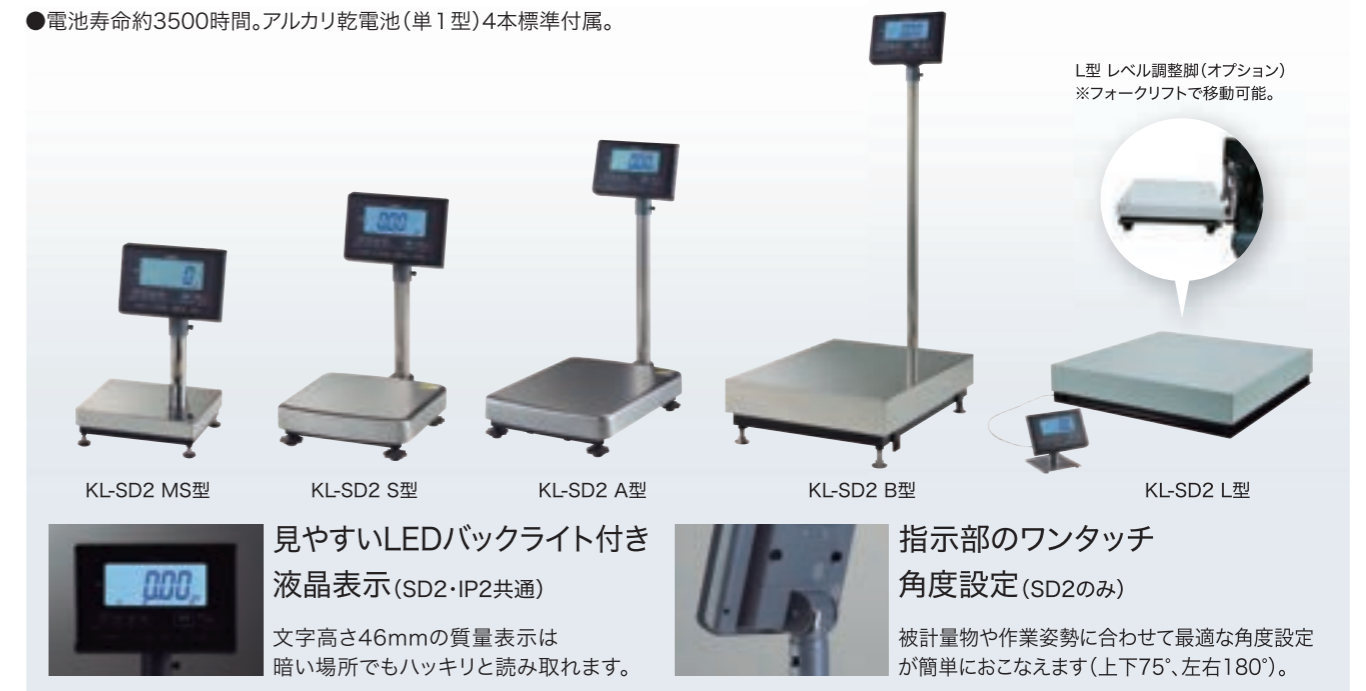 ●電池寿命約3500時間。アルカリ乾電池(単1型)4本標準付属。
L型 レベル調整脚(オプション)
※フォークリフトで移動可能。
0.00
0.00
0
KL-SD2 MS型
KL-SD2 S型
KL-SD2 A型
KL-SD2 B型
KL-SD2 L型
0.00
見やすいLEDバックライト付き
液晶表示(SD2・IP2共通)
文字高さ46mmの質量表示は
暗い場所でもハッキリと読み取れます。
指示部のワンタッチ
角度設定(SD2のみ)
被計量物や作業姿勢に合わせて最適な角度設定
が簡単におこなえます(上下75°、左右180°)。